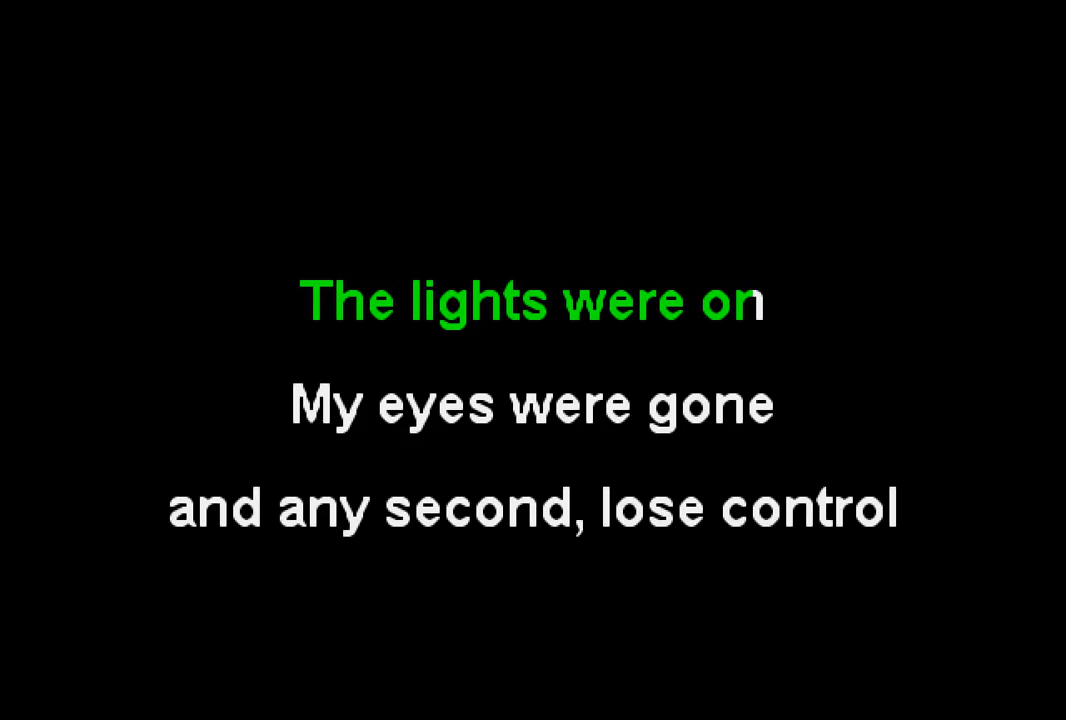 The lights were on
My eyes were gone
and any second, lose control